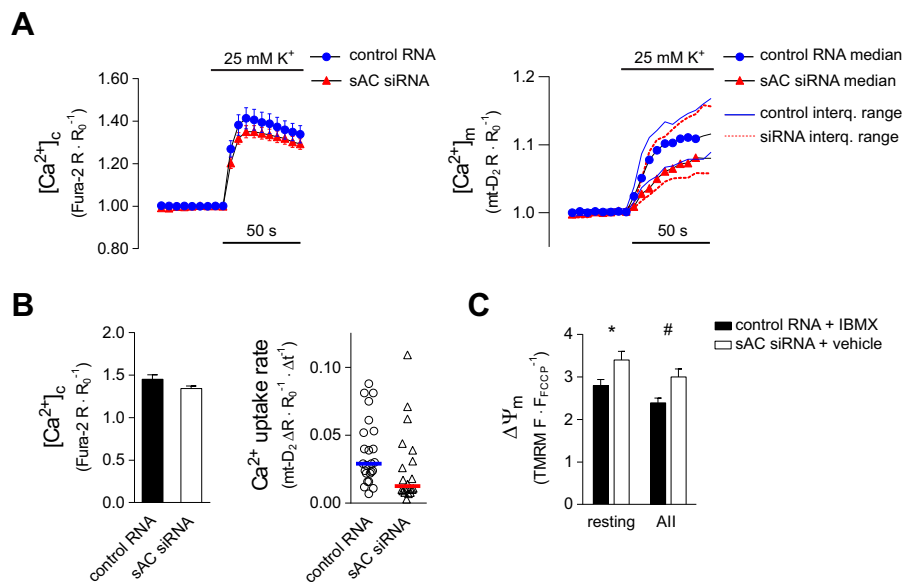 A
25 mM K⁺
control RNA
sAC siRNA
[Ca²⁺]c
(Fura-2 R · R₀⁻¹)
1.60
1.40
1.20
1.00
0.80
50 s
25 mM K⁺
control RNA median
sAC siRNA median
control interq. range
siRNA interq. range
[Ca²⁺]m
(mt-D₂ R · R₀⁻¹)
1.2
1.1
1.0
50 s
B
[Ca²⁺]c
(Fura-2 R · R₀⁻¹)
2.0
1.5
1.0
0.5
0.0
control RNA
sAC siRNA
Ca²⁺ uptake rate
(mt-D₂ ΔR · R₀⁻¹ · Δt⁻¹)
0.10
0.05
0.00
control RNA
sAC siRNA
C
control RNA + IBMX
sAC siRNA + vehicle
ΔΨm
(TMRM F · F_FCCP⁻¹)
4
3
2
1
0
*
#
resting
AII